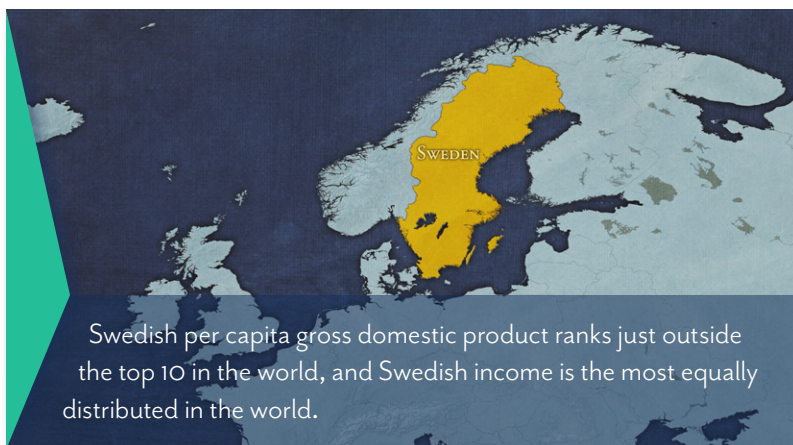 SWEDEN
Swedish per capita gross domestic product ranks just outside
the top 10 in the world, and Swedish income is the most equally
distributed in the world.